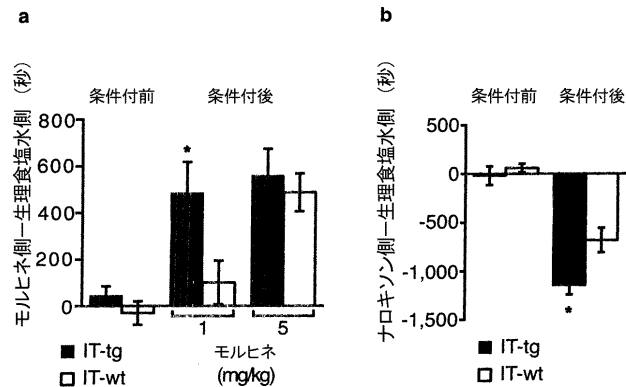 a
モルヒネ側ー生理食塩水側 (秒)
条件付前
条件付後
800
600
400
200
0
*
1
5
モルヒネ
(mg/kg)
IT-tg
IT-wt
b
ナロキソン側ー生理食塩水側 (秒)
条件付前
条件付後
500
0
-500
-1,000
-1,500
*
IT-tg
IT-wt